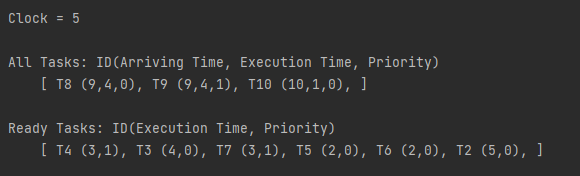 Clock = 5
All Tasks: ID(Arriving Time, Execution Time, Priority)
[ T8 (9,4,0), T9 (9,4,1), T10 (10,1,0), ]
Ready Tasks: ID(Execution Time, Priority)
[ T4 (3,1), T3 (4,0), T7 (3,1), T5 (2,0), T6 (2,0), T2 (5,0), ]